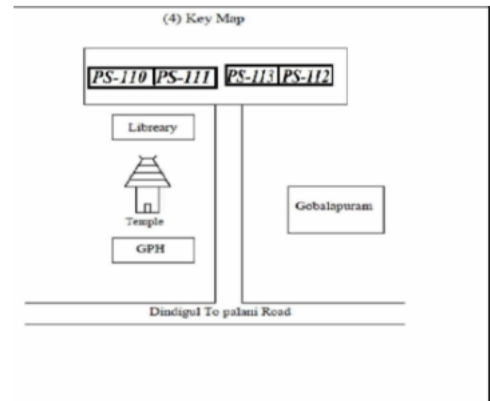 (4) Key Map
PS-110 PS-111 PS-113 PS-112
Libreary
Temple
Gobalapuram
GPH
Dindigul To palani Road